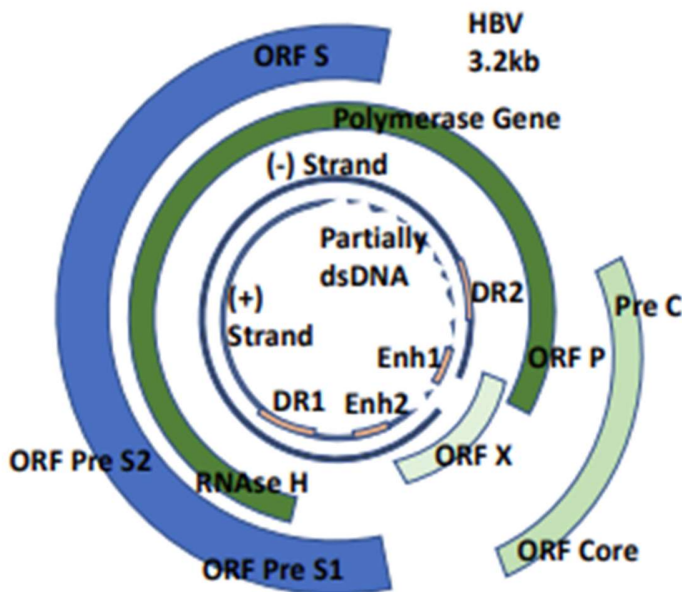 HBV
3.2kb
ORF S
Polymerase Gene
(-) Strand
Partially
dsDNA
(+)
Strand
DR2
Pre C
Enh1
ORF P
DR1
Enh2
ORF X
ORF Pre S2
RNAse H
ORF Core
ORF Pre S1